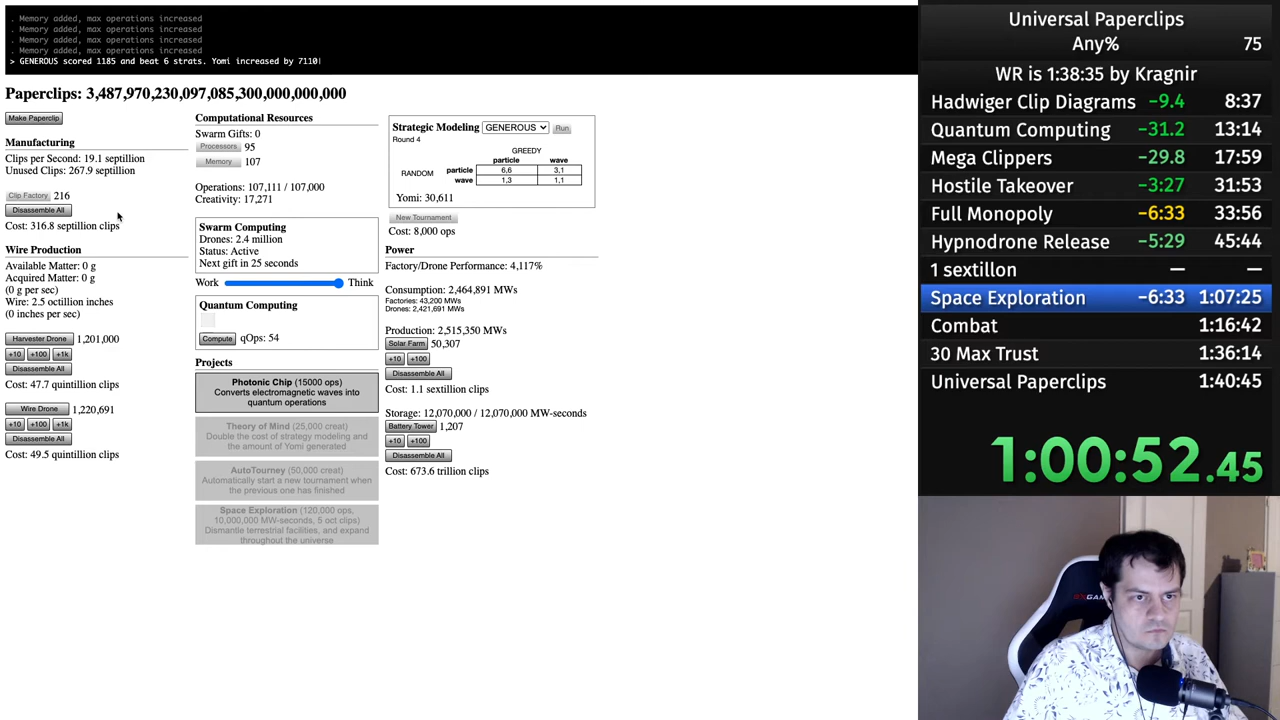 . Memory added, max operations increased
. Memory added, max operations increased
. Memory added, max operations increased
. Memory added, max operations increased
> GENEROUS scored 1185 and beat 6 strats. Yomi increased by 7110
Paperclips: 3,487,970,230,097,085,300,000,000,000
Make Paperclip
Manufacturing
Clips per Second: 19.1 septillion
Unused Clips: 267.9 septillion
Clip Factory 216
Disassemble All
Cost: 316.8 septillion clips
Wire Production
Available Matter: 0 g
Acquired Matter: 0 g
(0 g per sec)
Wire: 2.5 octillion inches
(0 inches per sec)
Harvester Drone 1,201,000
+10 +100 +1k
Disassemble All
Cost: 47.7 quintillion clips
Wire Drone 1,220,691
+10 +100 +1k
Disassemble All
Cost: 49.5 quintillion clips
Computational Resources
Swarm Gifts: 0
Processors 95
Memory 107
Operations: 107,111 / 107,000
Creativity: 17,271
Swarm Computing
Drones: 2.4 million
Status: Active
Next gift in 25 seconds
Work Think
Quantum Computing
Compute qOps: 54
Projects
Photonic Chip (15000 ops)
Converts electromagnetic waves into
quantum operations
Theory of Mind (25,000 creat)
Double the cost of strategy modeling and
the amount of Yomi generated
AutoTourney (50,000 creat)
Automatically start a new tournament when
the previous one has finished
Space Exploration (120,000 ops,
10,000,000 MW-seconds, 5 oct clips)
Dismantle terrestrial facilities, and expand
throughout the universe
Strategic Modeling GENEROUS Run
Round 4
GREEDY
particle wave
RANDOM
particle 6,6 3,1
wave 1,3 1,1
Yomi: 30,611
New Tournament
Cost: 8,000 ops
Power
Factory/Drone Performance: 4,117%
Consumption: 2,464,891 MWs
Factories: 43,200 MWs
Drones: 2,421,691 MWs
Production: 2,515,350 MWs
Solar Farm 50,307
+10 +100
Disassemble All
Cost: 1.1 sextillion clips
Storage: 12,070,000 / 12,070,000 MW-seconds
Battery Tower 1,207
+10 +100
Disassemble All
Cost: 673.6 trillion clips
Universal Paperclips
Any% 75
WR is 1:38:35 by Kragnir
Hadwiger Clip Diagrams −9.4 8:37
Quantum Computing −31.2 13:14
Mega Clippers −29.8 17:59
Hostile Takeover −3:27 31:53
Full Monopoly −6:33 33:56
Hypnodrone Release −5:29 45:44
1 sextillon — —
Space Exploration −6:33 1:07:25
Combat 1:16:42
30 Max Trust 1:36:14
Universal Paperclips 1:40:45
1:00:52.45